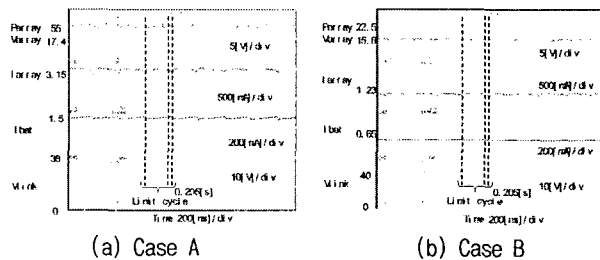 Parray 55
Varray 17.4
5[V]/div
Iarray 3.15
500[mA]/div
1.5
Ibat
200[mA]/div
38
10[V]/div
Vlink
0.205[s]
Limit cycle
0
Time 200[ms]/div
(a) Case A
Parray 22.5
Varray 15.8
5[V]/div
Iarray
500[mA]/div
1.23
Ibat 0.65
200[mA]/div
40
10[V]/div
Vlink
0.205[s]
Limit cycle
0
Time 200[ms]/div
(b) Case B